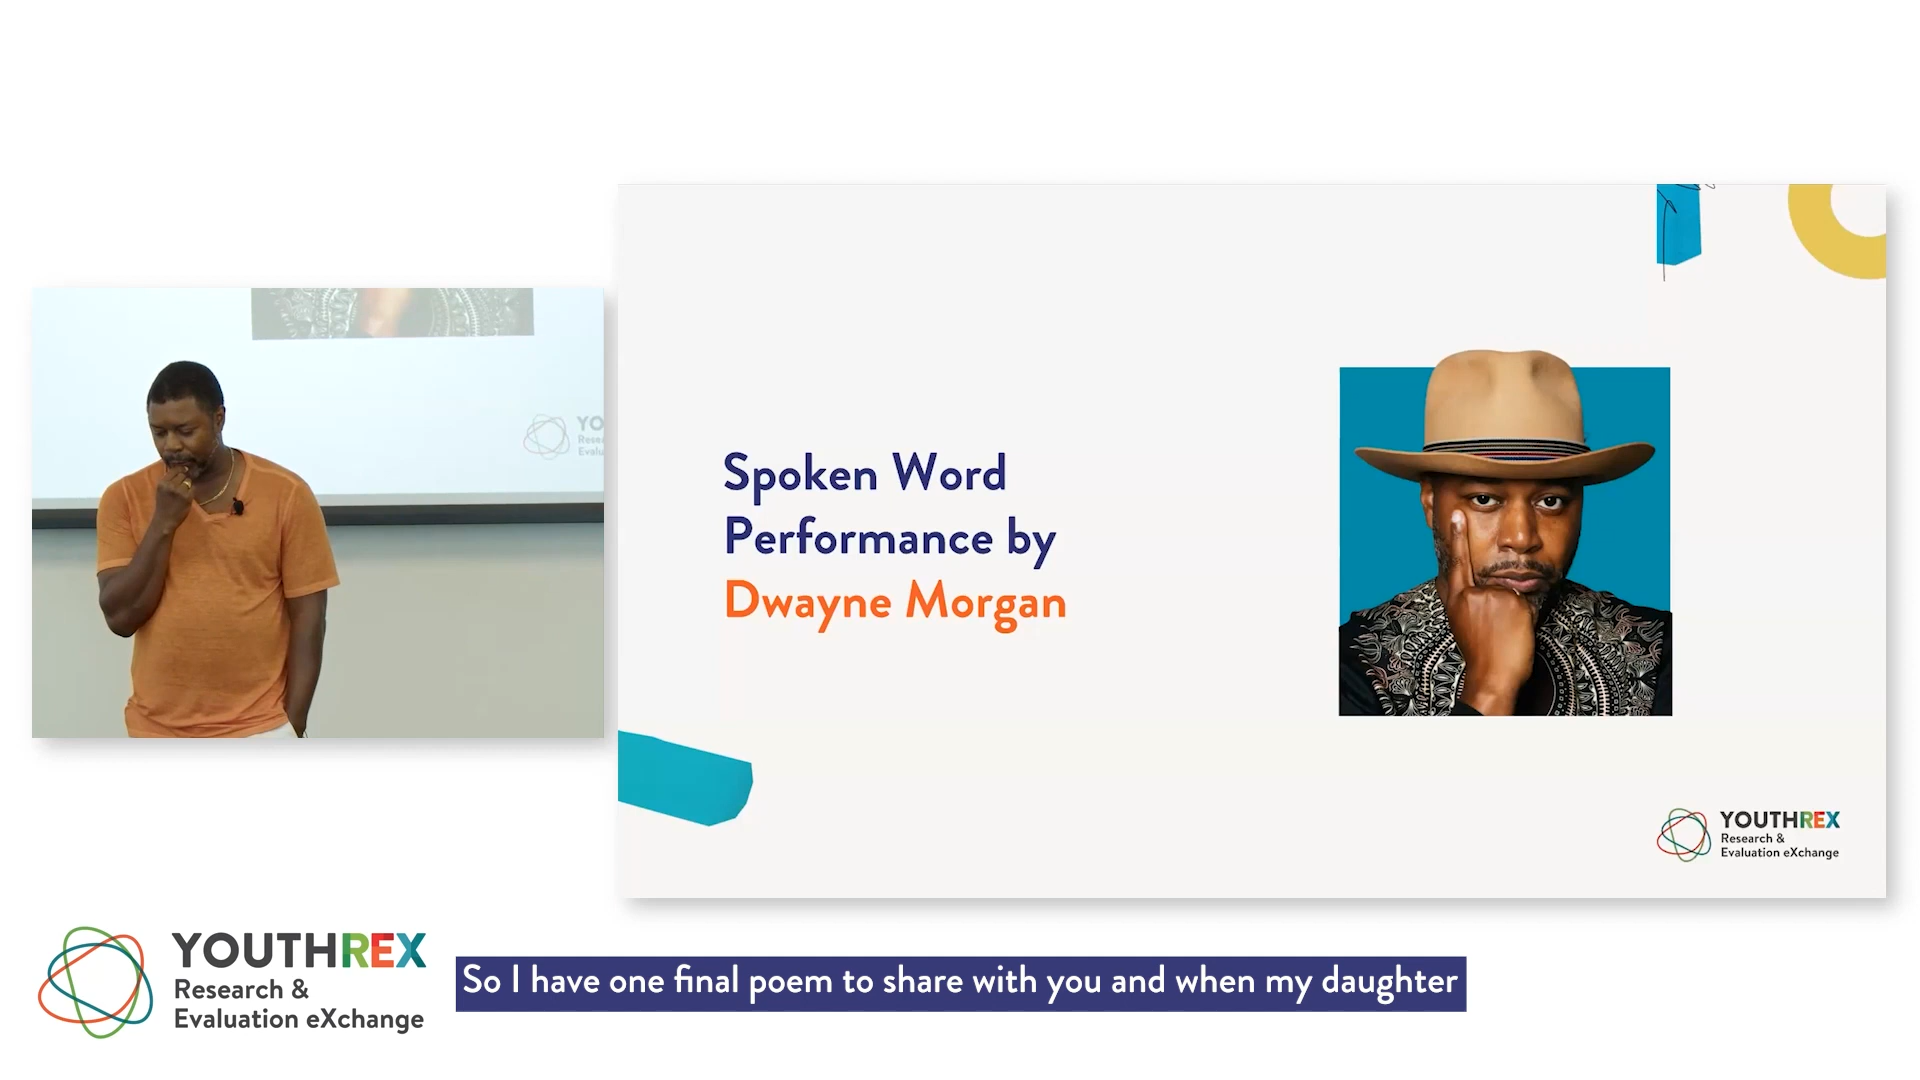 YO
Spoken Word
Performance by
Dwayne Morgan
YOUTHREX
Research &
Evaluation eXchange
YOUTHREX
Research &
Evaluation eXchange
So I have one final poem to share with you and when my daughter